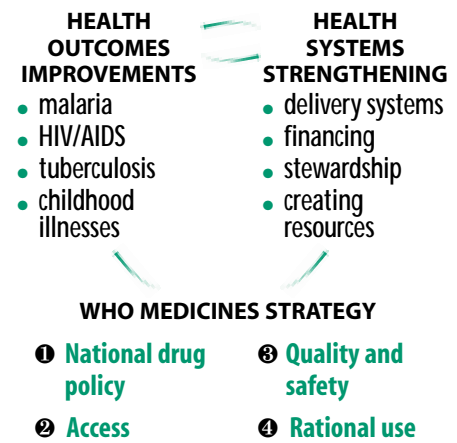 HEALTH
OUTCOMES
IMPROVEMENTS
• malaria
• HIV/AIDS
• tuberculosis
• childhood
illnesses
HEALTH
SYSTEMS
STRENGTHENING
• delivery systems
• financing
• stewardship
• creating
resources
WHO MEDICINES STRATEGY
❶ National drug
policy
❷ Access
❸ Quality and
safety
❹ Rational use